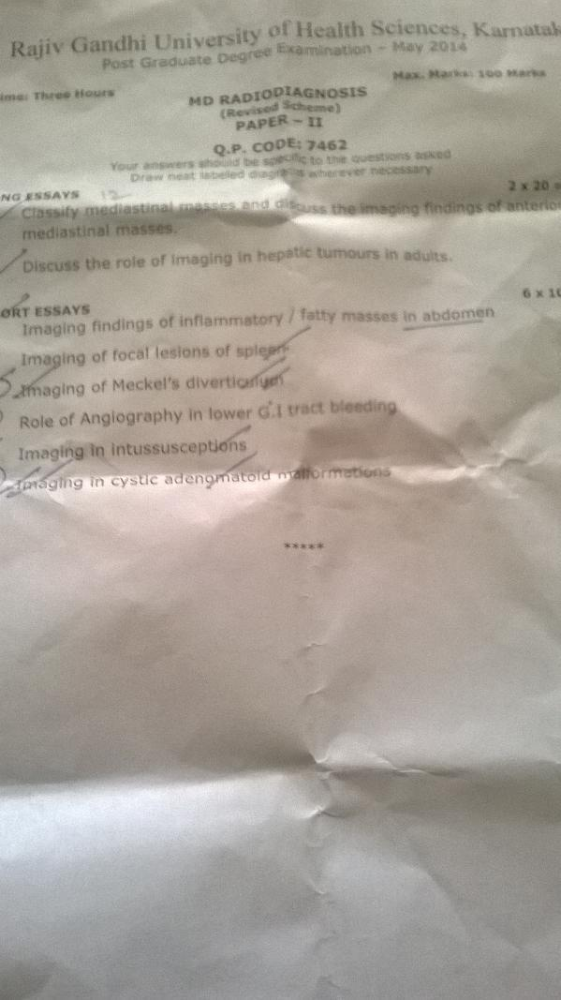 Rajiv Gandhi University of Health Sciences, Karnatak
Post Graduate Degree Examination – May 2014
ime: Three Hours Max. Marks: 100 Marks
MD RADIODIAGNOSIS
(Revised Scheme)
PAPER – II
Q.P. CODE: 7462
Your answers should be specific to the questions asked
Draw neat labeled diagrams wherever necessary
NG ESSAYS 12 2 x 20
Classify mediastinal masses and discuss the imaging findings of anterio
mediastinal masses.
Discuss the role of imaging in hepatic tumours in adults.
ORT ESSAYS 6 x 10
Imaging findings of inflammatory / fatty masses in abdomen
Imaging of focal lesions of spleen
Imaging of Meckel's diverticulum
Role of Angiography in lower G.I tract bleeding
Imaging in intussusceptions
Imaging in cystic adenomatoid malformations
*****